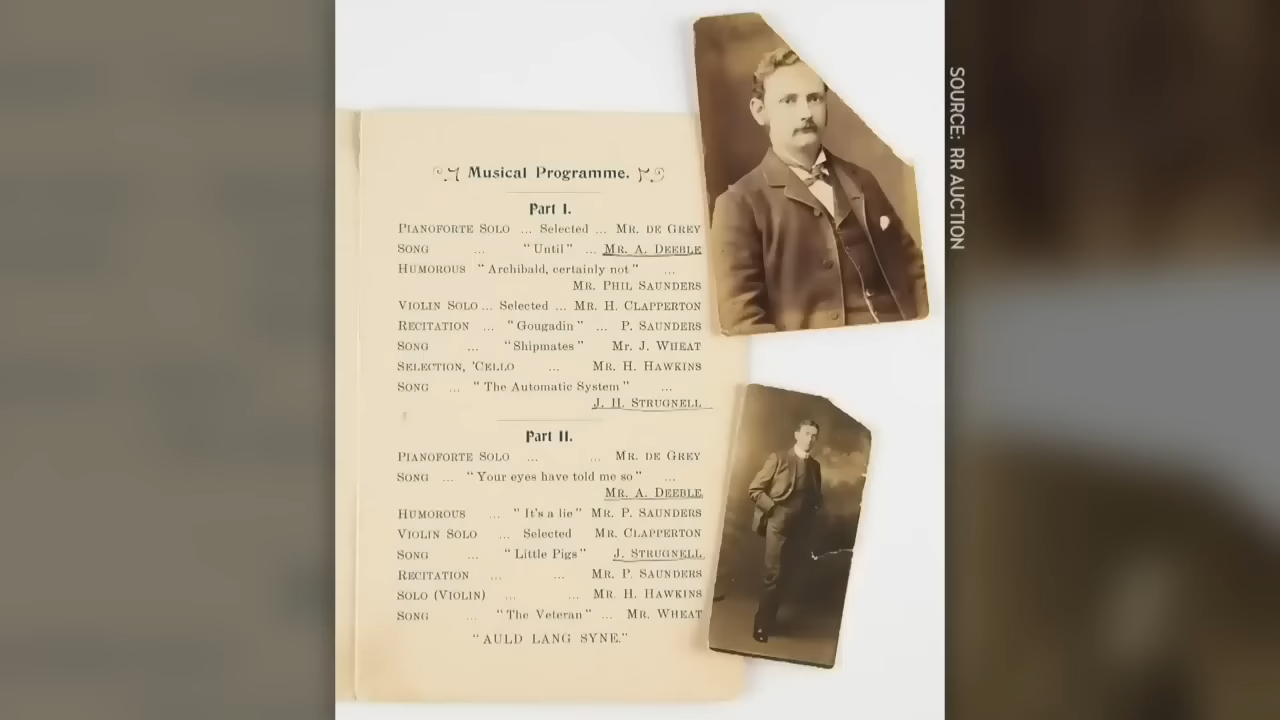 Musical Programme.
Part I.
PIANOFORTE SOLO ... Selected ... MR. DE GREY
SONG ... "Until" ... MR. A. DEEBLE
HUMOROUS "Archibald, certainly not" ...
MR. PHIL SAUNDERS
VIOLIN SOLO ... Selected ... MR. H. CLAPPERTON
RECITATION ... "Gougadin" ... P. SAUNDERS
SONG ... "Shipmates" Mr. J. WHEAT
SELECTION, 'CELLO ... MR. H. HAWKINS
SONG ... "The Automatic System" ...
J. H. STRUGNELL
Part II.
PIANOFORTE SOLO ... ... MR. DE GREY
SONG ... "Your eyes have told me so" ...
MR. A. DEEBLE
HUMOROUS ... "It's a lie" MR. P. SAUNDERS
VIOLIN SOLO ... Selected MR. CLAPPERTON
SONG ... "Little Pigs" J. STRUGNELL
RECITATION ... ... MR. P. SAUNDERS
SOLO (VIOLIN) ... ... MR. H. HAWKINS
SONG ... "The Veteran" ... MR. WHEAT
"AULD LANG SYNE."
SOURCE: RR AUCTION